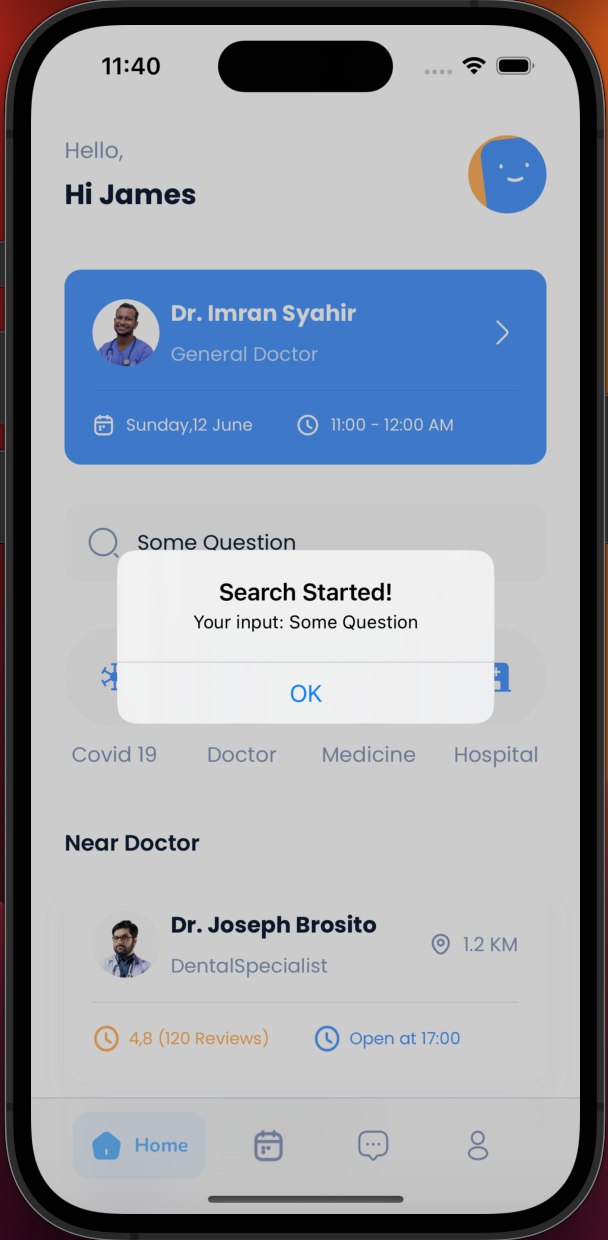 11:40
Hello,
Hi James
Dr. Imran Syahir
General Doctor
Sunday,12 June
11:00 - 12:00 AM
Some Question
Search Started!
Your input: Some Question
OK
Covid 19
Doctor
Medicine
Hospital
Near Doctor
Dr. Joseph Brosito
DentalSpecialist
1.2 KM
4,8 (120 Reviews)
Open at 17:00
Home